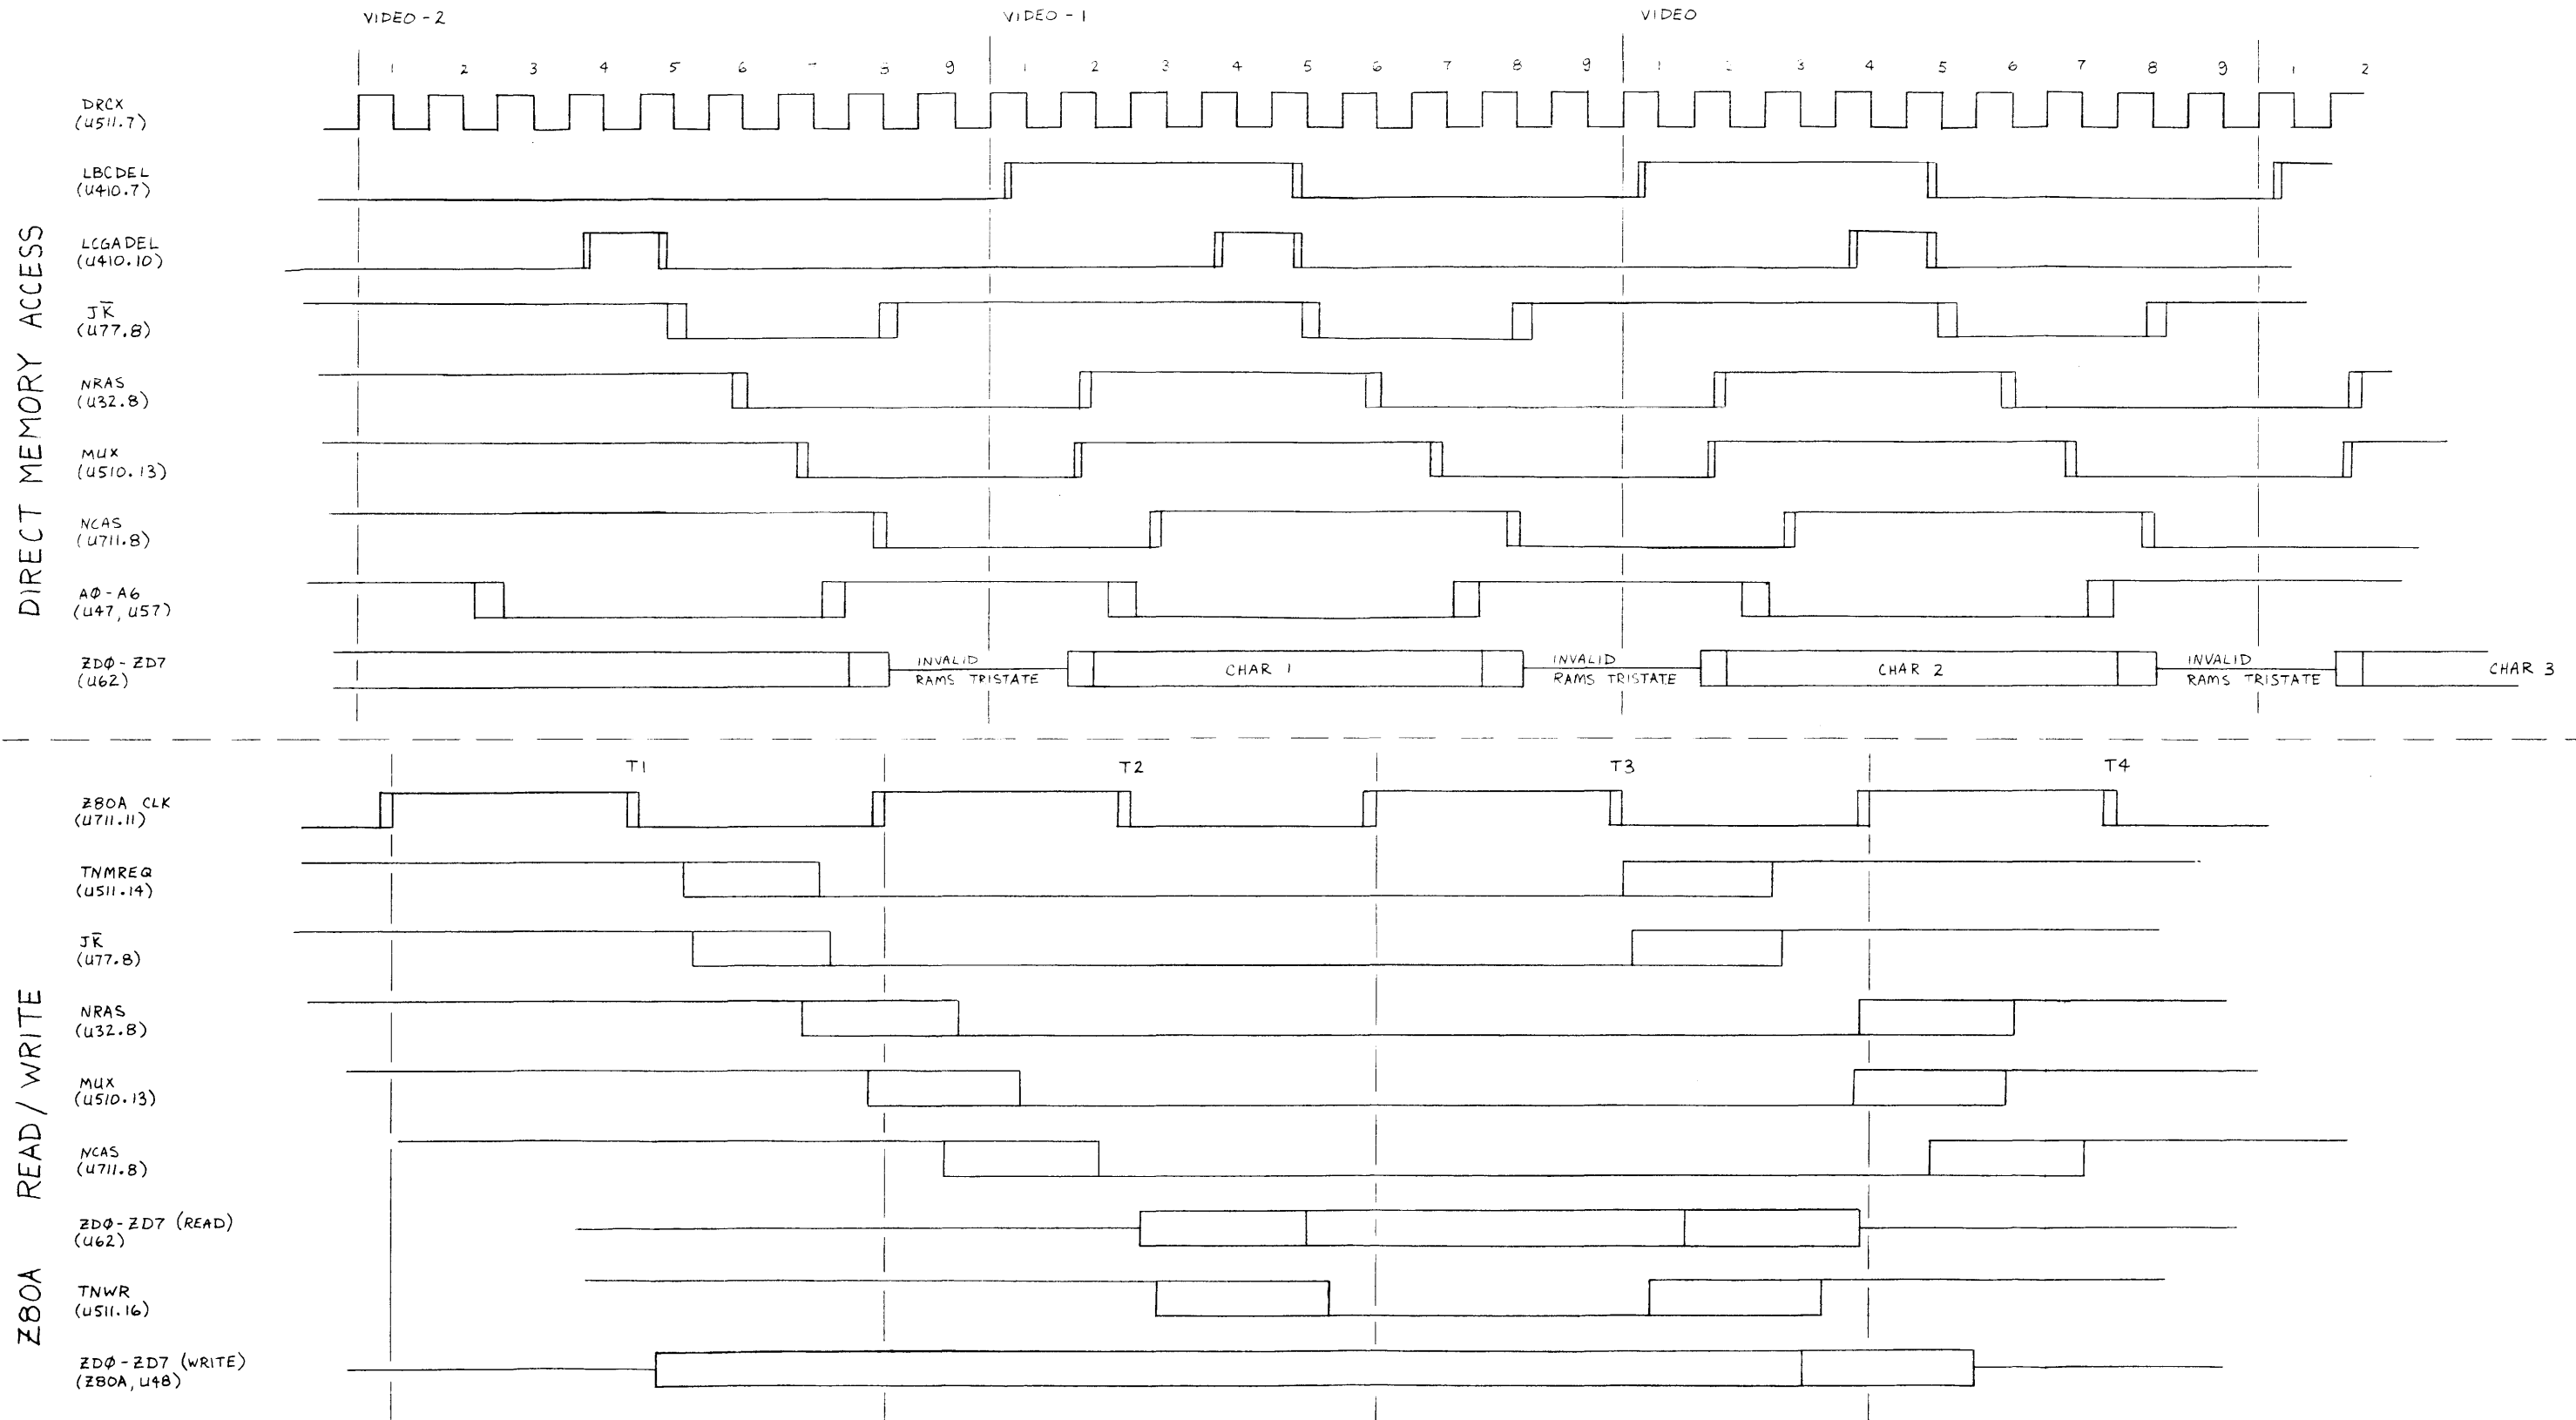 VIDEO-2 VIDEO-1 VIDEO
1 2 3 4 5 6 7 8 9 1 2 3 4 5 6 7 8 9 1 2 3 4 5 6 7 8 9 1 2
DIRECT MEMORY ACCESS
DRCX
(U511.7)
LBCDEL
(U410.7)
LCGADEL
(U410.10)
JK̅
(U77.8)
NRAS
(U32.8)
MUX
(U510.13)
NCAS
(U711.8)
AØ-A6
(U47, U57)
ZDØ-ZD7
(U62)
INVALID
RAMS TRISTATE
CHAR 1
INVALID
RAMS TRISTATE
CHAR 2
INVALID
RAMS TRISTATE
CHAR 3
T1 T2 T3 T4
Z80A READ/WRITE
Z80A CLK
(U711.11)
TNMREQ
(U511.14)
JK̅
(U77.8)
NRAS
(U32.8)
MUX
(U510.13)
NCAS
(U711.8)
ZDØ-ZD7 (READ)
(U62)
TNWR
(U511.16)
ZDØ-ZD7 (WRITE)
(Z80A, U48)